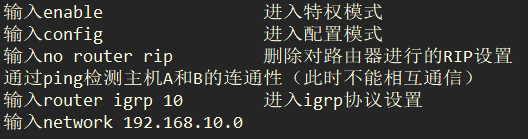 输入enable 进入特权模式
输入config 进入配置模式
输入no router rip 删除对路由器进行的RIP设置
通过ping检测主机A和B的连通性（此时不能相互通信）
输入router igrp 10 进入igrp协议设置
输入network 192.168.10.0